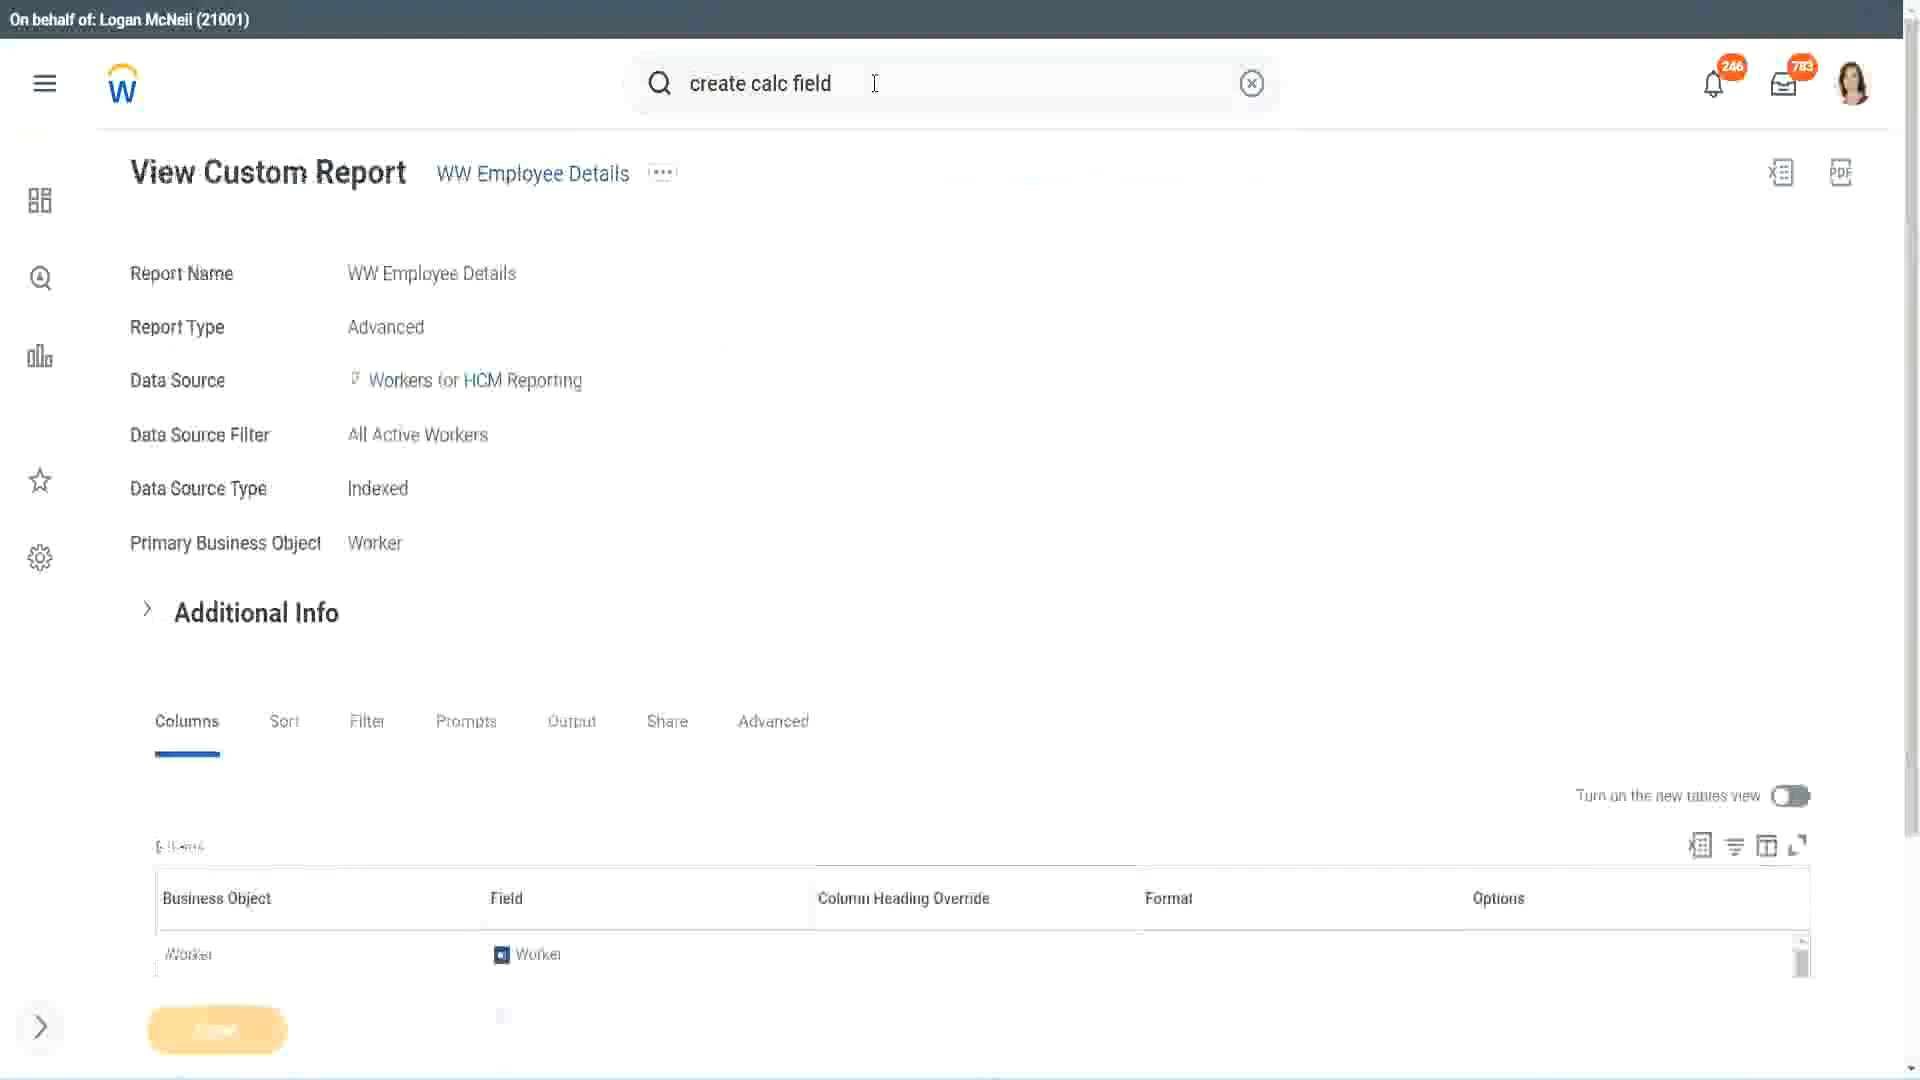 On behalf of: Logan McNeil (21001)
create calc field
246
783
View Custom Report WW Employee Details
PDF
Report Name WW Employee Details
Report Type Advanced
Data Source Workers for HCM Reporting
Data Source Filter All Active Workers
Data Source Type Indexed
Primary Business Object Worker
Additional Info
Columns Sort Filter Prompts Output Share Advanced
Turn on the new tables view
Business Object Field Column Heading Override Format Options
Worker Worker